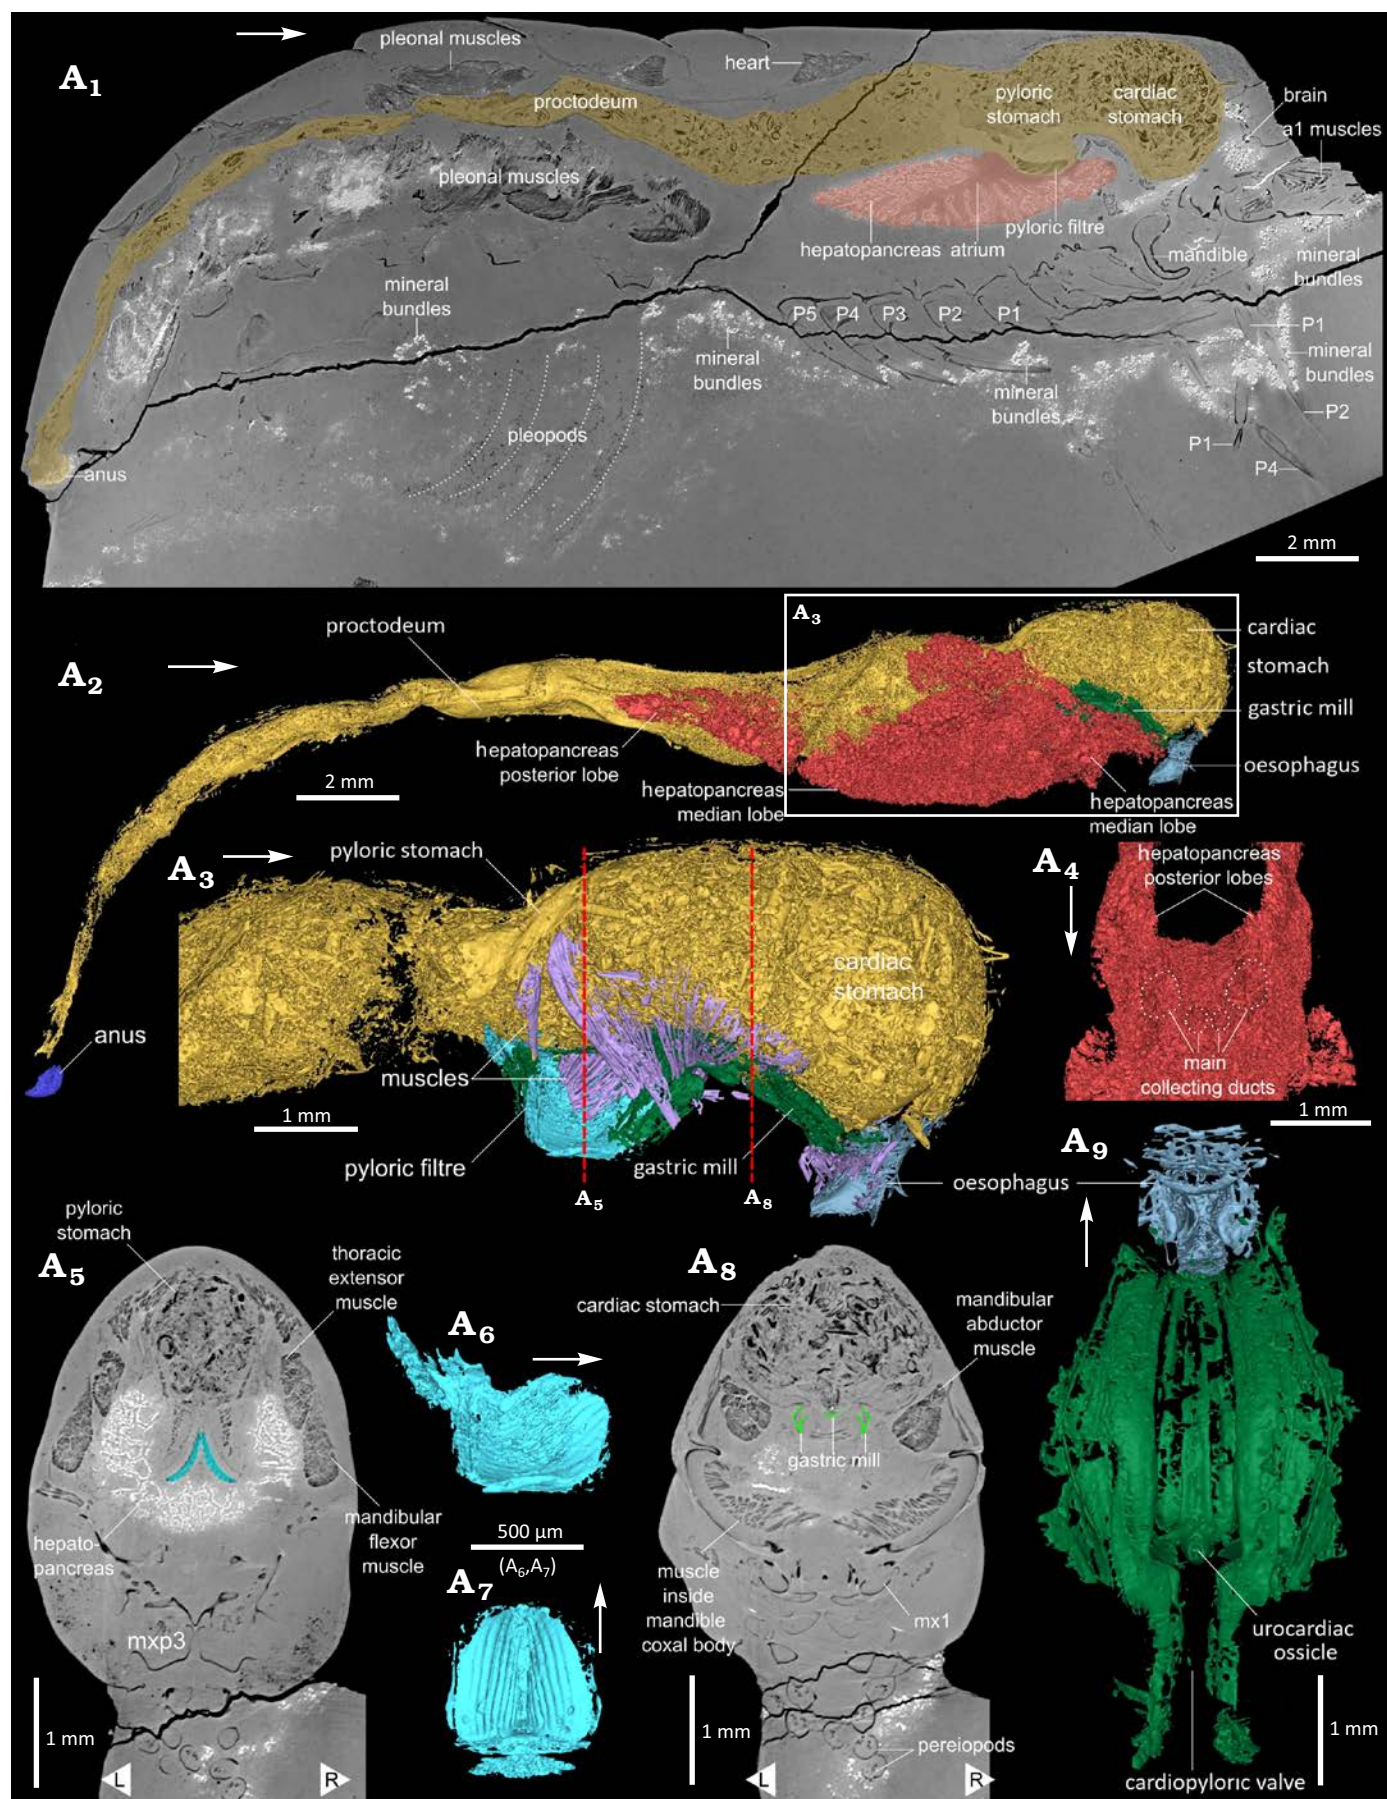 A1
pleonal muscles
heart
proctodeum
pyloric
stomach
cardiac
stomach
brain
a1 muscles
pleonal muscles
pyloric filtre
hepatopancreas atrium
mandible
mineral
bundles
mineral
bundles
P5 P4 P3 P2 P1
P1
mineral
bundles
mineral
bundles
mineral
bundles
P2
pleopods
P1
P4
anus
2 mm
A2
proctodeum
A3
cardiac
stomach
gastric mill
oesophagus
hepatopancreas
posterior lobe
2 mm
hepatopancreas
median lobe
hepatopancreas
median lobe
A3
pyloric stomach
cardiac
stomach
anus
muscles
1 mm
pyloric filtre
gastric mill
A5
A8
A4
hepatopancreas
posterior lobes
main
collecting ducts
1 mm
A9
oesophagus
pyloric
stomach
A5
thoracic
extensor
muscle
hepato-
pancreas
mandibular
flexor
muscle
mxp3
1 mm
L
R
A6
500 µm
(A6,A7)
A7
A8
cardiac stomach
mandibular
abductor
muscle
gastric mill
muscle
inside
mandible
coxal body
mx1
1 mm
pereiopods
L
R
urocardiac
ossicle
1 mm
cardiopyloric valve